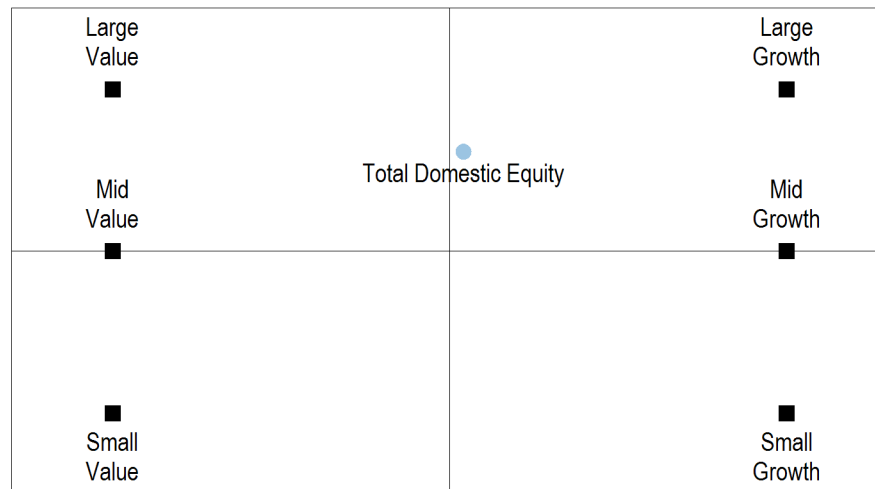 Large
Value
Large
Growth
Total Domestic Equity
Mid
Value
Mid
Growth
Small
Value
Small
Growth